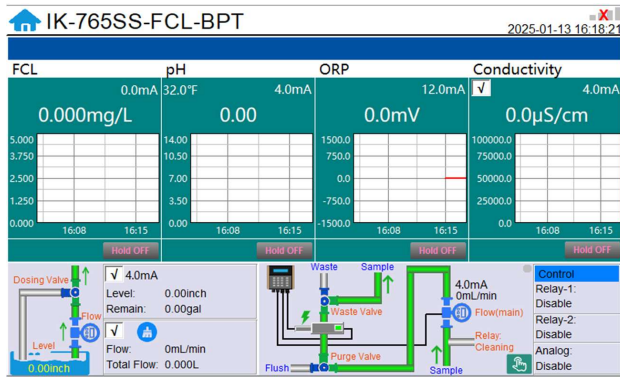 IK-765SS-FCL-BPT
2025-01-13 16:18:21
FCL
pH
ORP
Conductivity
0.0mA
32.0°F
4.0mA
12.0mA
√
4.0mA
0.000mg/L
0.00
0.0mV
0.0µS/cm
5.000
3.750
2.500
1.250
0.000
16:08
16:15
14.00
10.50
7.00
3.50
0.00
16:08
16:15
1500.0
750.0
0.0
-750.0
-1500.0
16:08
16:15
100000.0
75000.0
50000.0
25000.0
0.0
16:08
16:15
Hold OFF
Hold OFF
Hold OFF
Hold OFF
Dosing Valve
Flow
Level
0.00inch
√ 4.0mA
Level: 0.00inch
Remain: 0.00gal
√
Flow: 0mL/min
Total Flow: 0.000L
Waste
Sample
Waste Valve
Purge Valve
Flush
4.0mA
0mL/min
Flow(main)
Relay:
Cleaning
Sample
Control
Relay-1:
Disable
Relay-2:
Disable
Analog:
Disable